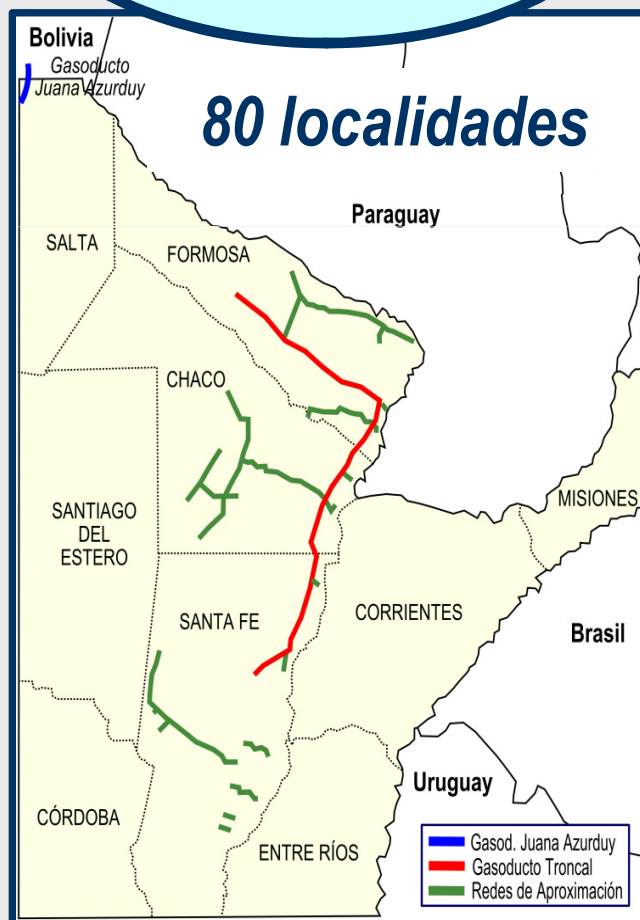 Bolivia
Gasoducto
Juana Azurduy
80 localidades
Paraguay
SALTA
FORMOSA
CHACO
SANTIAGO
DEL
ESTERO
MISIONES
SANTA FE
CORRIENTES
Brasil
Uruguay
CÓRDOBA
ENTRE RÍOS
Gasod. Juana Azurduy
Gasoducto Troncal
Redes de Aproximación